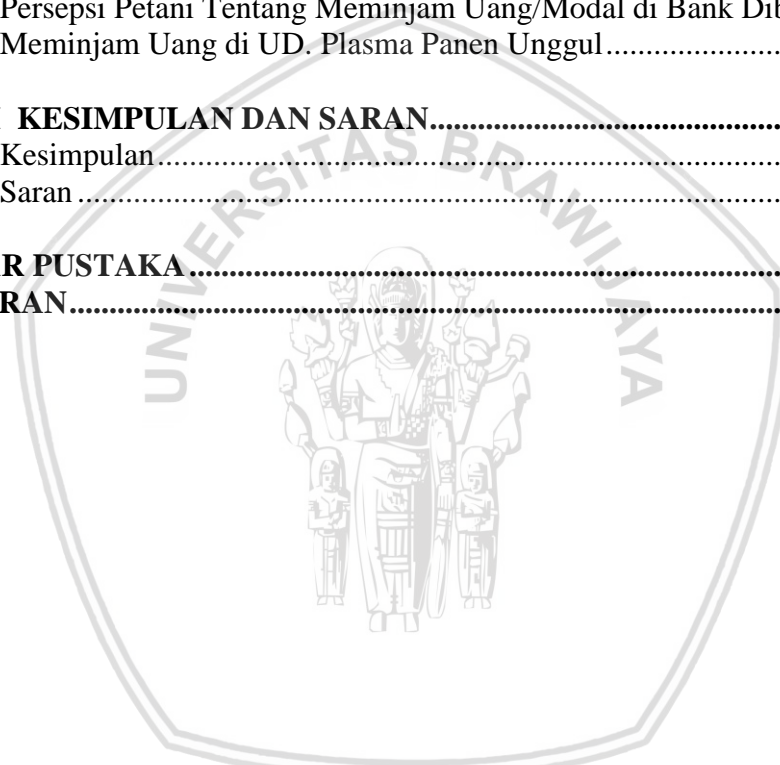 Persepsi Petani Tentang Meminjam Uang/Modal di Bank Dib
Meminjam Uang di UD. Plasma Panen Unggul.......................
KESIMPULAN DAN SARAN.............................................
Kesimpulan................................................................................
Saran..........................................................................................
R PUSTAKA............................................................................
RAN...........................................................................................
UNIVERSITAS BRAWIJAYA